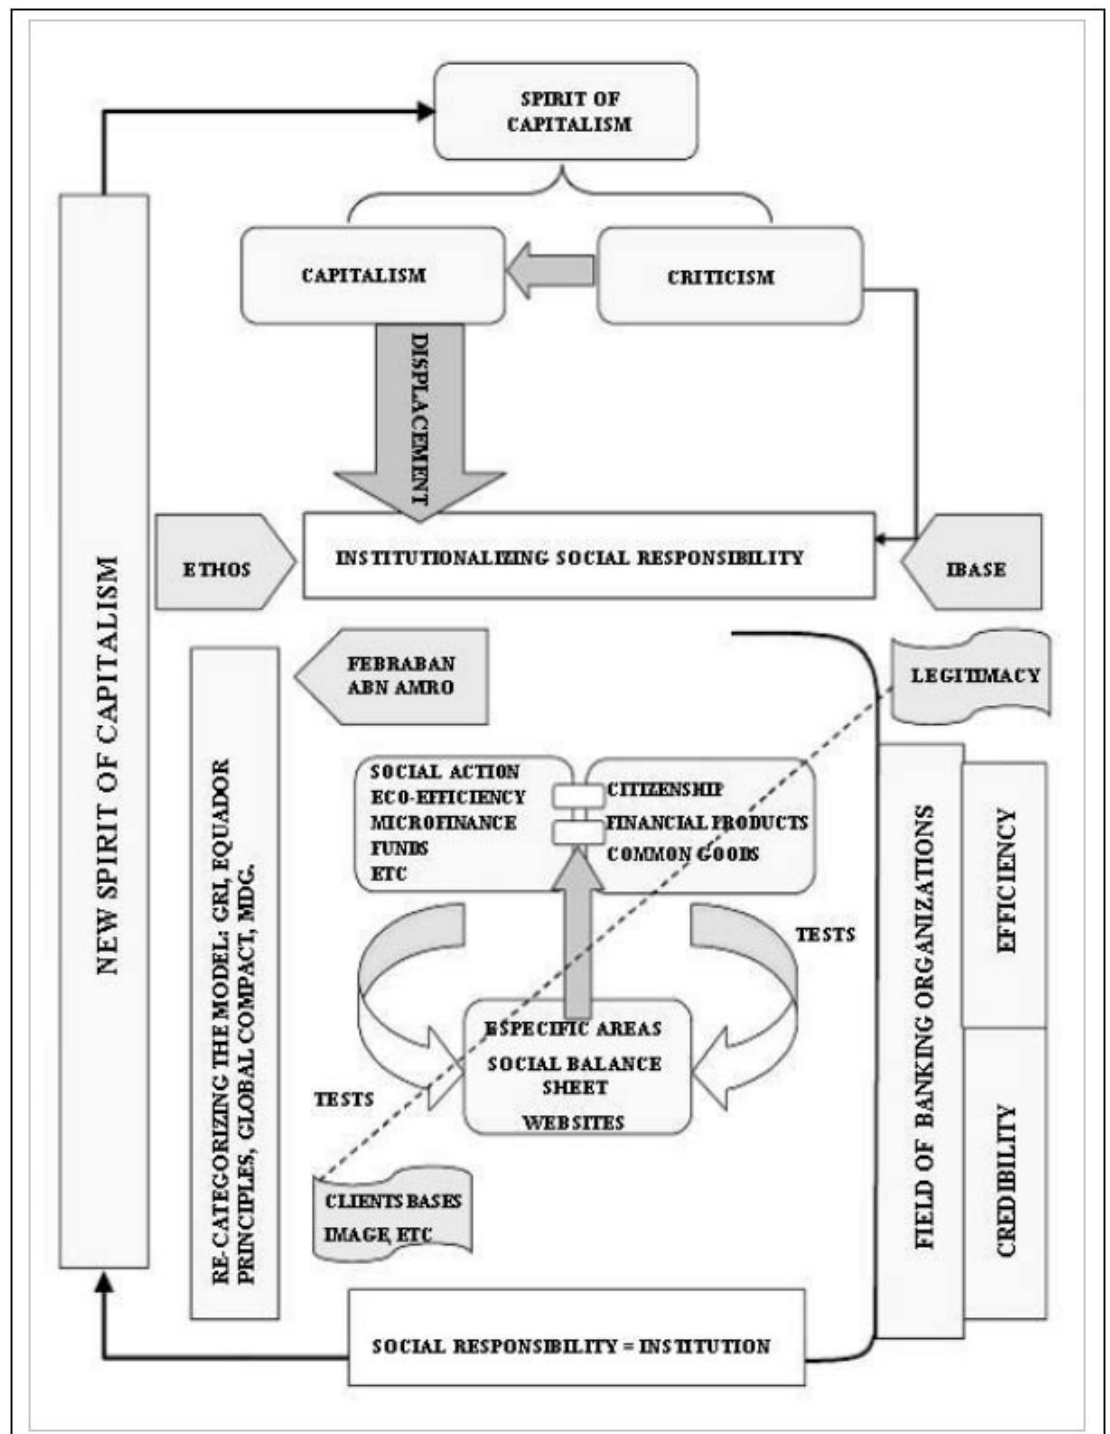 SPIRIT OF
CAPITALISM
CAPITALISM
CRITICISM
DISPLACEMENT
ETHOS
INSTITUTIONALIZING SOCIAL RESPONSIBILITY
IBASE
NEW SPIRIT OF CAPITALISM
FEBRABAN
ABN AMRO
LEGITIMACY
RE-CATEGORIZING THE MODEL: GRI, EQUADOR
PRINCIPLES, GLOBAL COMPACT, MDG.
SOCIAL ACTION
ECO-EFFICIENCY
MICROFINANCE
FUNDS
ETC
CITIZENSHIP
FINANCIAL PRODUCTS
COMMON GOODS
TESTS
ESPECIFIC AREAS
SOCIAL BALANCE
SHEET
WEBSITES
TESTS
CLIENTS BASES
IMAGE, ETC
FIELD OF BANKING ORGANIZATIONS
EFFICIENCY
CREDIBILITY
SOCIAL RESPONSIBILITY = INSTITUTION